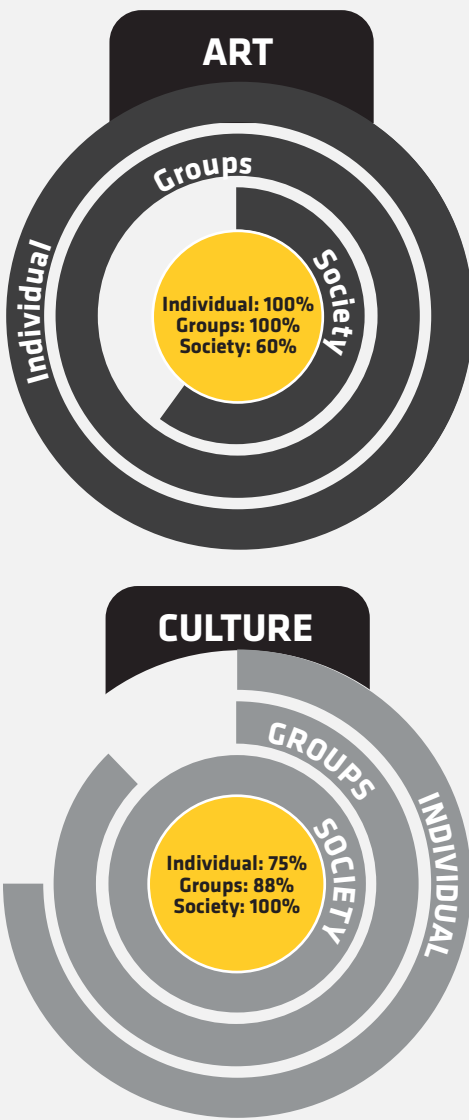 ART
Groups
Individual
Society
Individual: 100%
Groups: 100%
Society: 60%
CULTURE
GROUPS
INDIVIDUAL
SOCIETY
Individual: 75%
Groups: 88%
Society: 100%